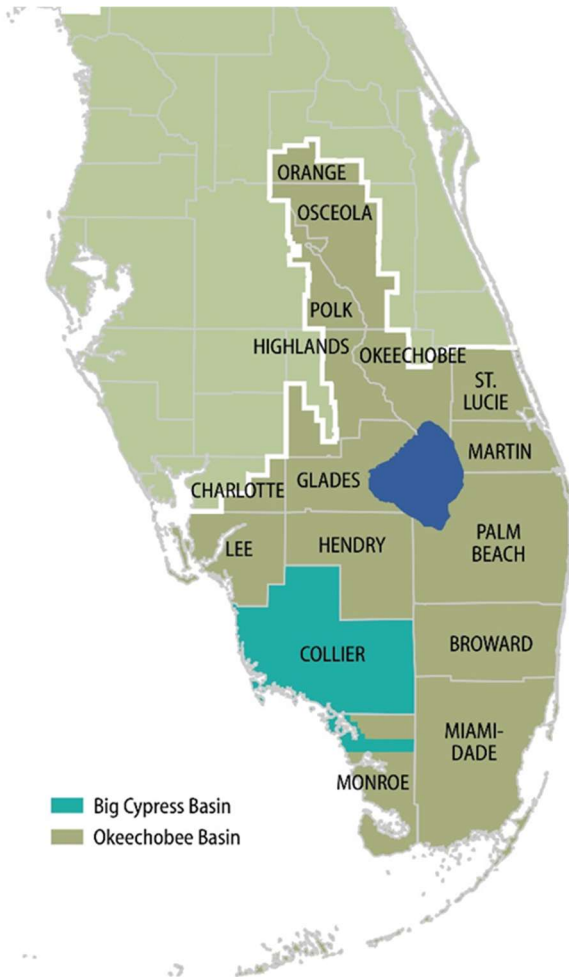 ORANGE
OSCEOLA
POLK
HIGHLANDS
OKEECHOBEE
ST.
LUCIE
MARTIN
CHARLOTTE
GLADES
PALM
BEACH
LEE
HENDRY
COLLIER
BROWARD
MIAMI-
DADE
MONROE
Big Cypress Basin
Okeechobee Basin